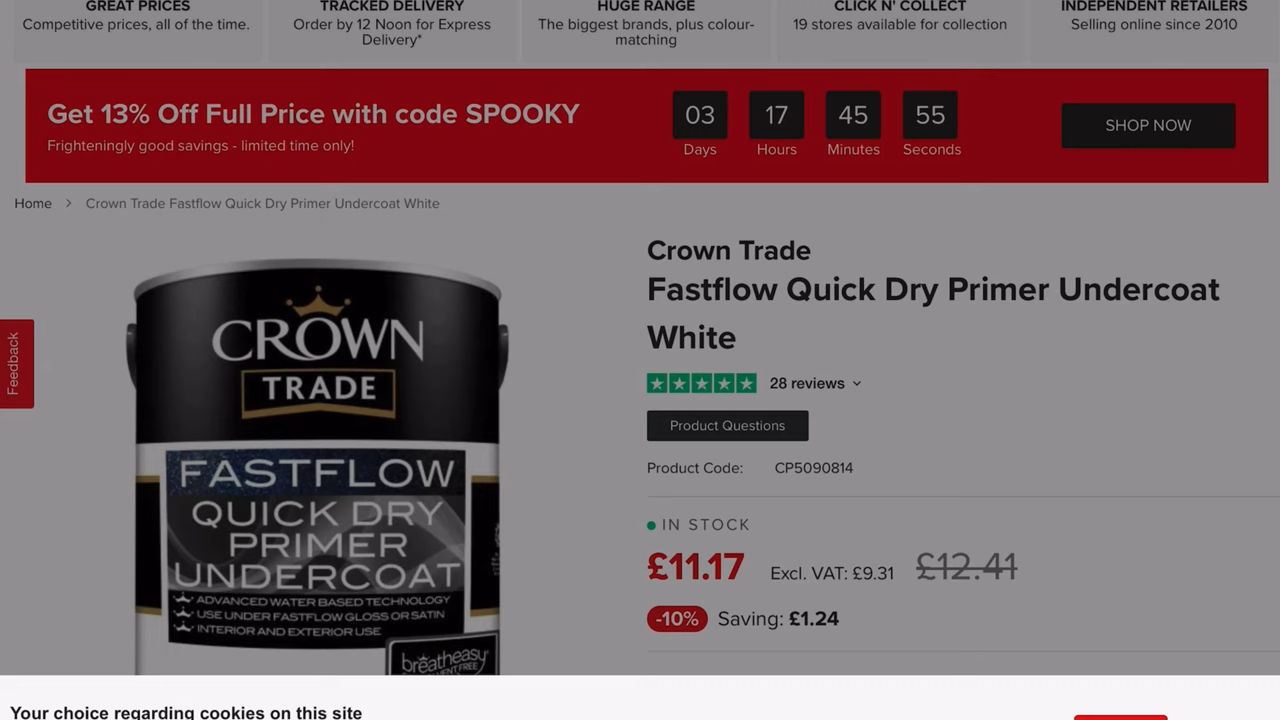 GREAT PRICES
Competitive prices, all of the time.
TRACKED DELIVERY
Order by 12 Noon for Express
Delivery*
HUGE RANGE
The biggest brands, plus colour-
matching
CLICK N' COLLECT
19 stores available for collection
INDEPENDENT RETAILERS
Selling online since 2010
Get 13% Off Full Price with code SPOOKY
Frighteningly good savings - limited time only!
03
Days
17
Hours
45
Minutes
55
Seconds
SHOP NOW
Home > Crown Trade Fastflow Quick Dry Primer Undercoat White
Feedback
CROWN
TRADE
FASTFLOW
QUICK DRY
PRIMER
UNDERCOAT
ADVANCED WATER BASED TECHNOLOGY
USE UNDER FASTFLOW GLOSS OR SATIN
INTERIOR AND EXTERIOR USE
breatheasy
Crown Trade
Fastflow Quick Dry Primer Undercoat
White
28 reviews
Product Questions
Product Code: CP5090814
IN STOCK
£11.17 Excl. VAT: £9.31 £12.41
-10% Saving: £1.24
Your choice regarding cookies on this site